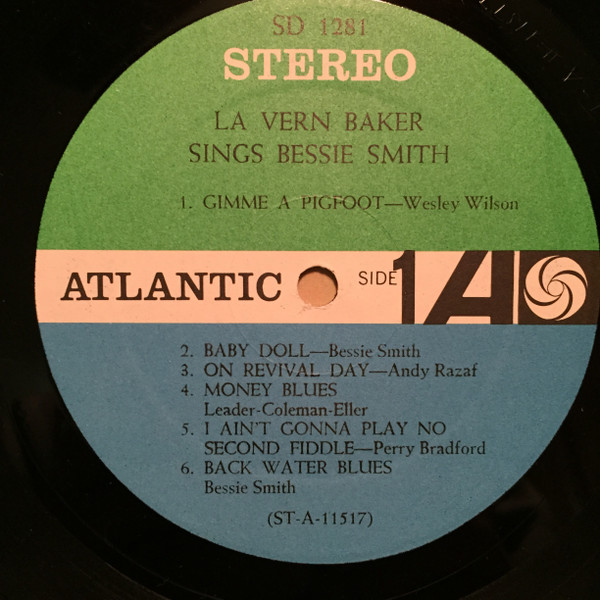 SD 1281
STEREO
LA VERN BAKER
SINGS BESSIE SMITH
1. GIMME A PIGFOOT—Wesley Wilson
ATLANTIC SIDE 1 A
2. BABY DOLL—Bessie Smith
3. ON REVIVAL DAY—Andy Razaf
4. MONEY BLUES
Leader-Coleman-Eller
5. I AIN'T GONNA PLAY NO
SECOND FIDDLE—Perry Bradford
6. BACK WATER BLUES
Bessie Smith
(ST-A-11517)